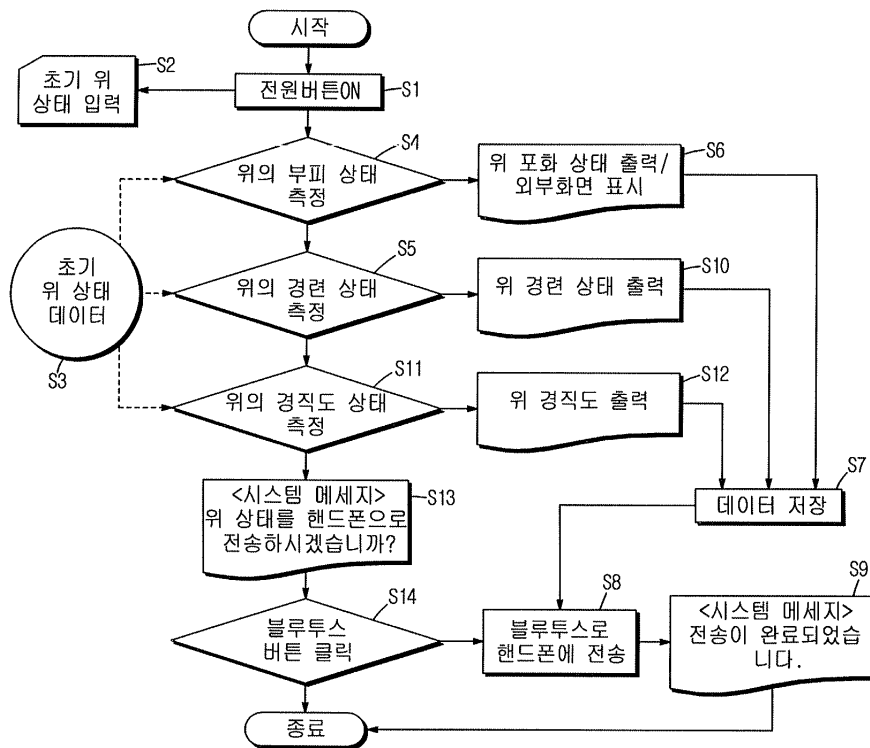 시작
S2
초기 위
상태 입력
전원버튼ON
S1
S4
위의 부피 상태
측정
S6
위 포화 상태 출력/
외부화면 표시
초기
위 상태
데이터
S3
S5
위의 경련 상태
측정
S10
위 경련 상태 출력
S11
위의 경직도 상태
측정
S12
위 경직도 출력
S7
데이터 저장
<시스템 메세지>
위 상태를 핸드폰으로
전송하시겠습니까?
S13
S14
블루투스
버튼 클릭
S8
블루투스로
핸드폰에 전송
S9
<시스템 메세지>
전송이 완료되었습
니다.
종료